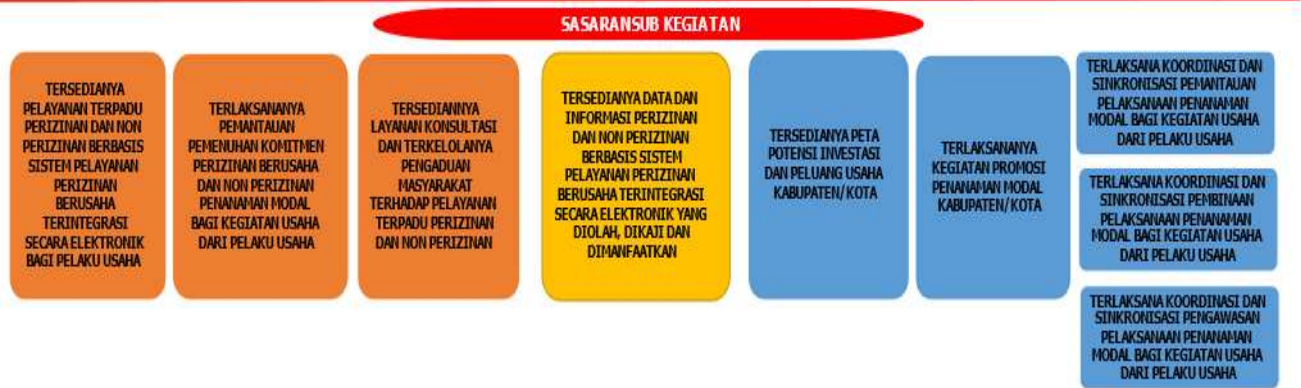 SASARANSUB KEGIATAN
TERSEDIANYA
PELAYANAN TERPADU
PERIZINAN DAN NON
PERIZINAN BERBASIS
SISTEM PELAYANAN
PERIZINAN
BERUSAHA
TERINTEGRASI
SECARA ELEKTRONIK
BAGI PELAKU USAHA
TERLAKSANANYA
PEMANTAUAN
PEMENUHAN KOMITMEN
PERIZINAN BERUSAHA
DAN NON PERIZINAN
PENANAMAN MODAL
BAGI KEGIATAN USAHA
DARI PELAKU USAHA
TERSEDIANNYA
LAYANAN KONSULTASI
DAN TERKELOLANYA
PENGADUAN
MASYARAKAT
TERHADAP PELAYANAN
TERPADU PERIZINAN
DAN NON PERIZINAN
TERSEDIANYA DATA DAN
INFORMASI PERIZINAN
DAN NON PERIZINAN
BERBASIS SISTEM
PELAYANAN PERIZINAN
BERUSAHA TERINTEGRASI
SECARA ELEKTRONIK YANG
DIOLAH, DIKAJI DAN
DIMANFAATKAN
TERSEDIANYA PETA
POTENSI INVESTASI
DAN PELUANG USAHA
KABUPATEN/KOTA
TERLAKSANANYA
KEGIATAN PROMOSI
PENANAMAN MODAL
KABUPATEN/KOTA
TERLAKSANA KOORDINASI DAN
SINKRONISASI PEMANTAUAN
PELAKSANAAN PENANAMAN
MODAL BAGI KEGIATAN USAHA
DARI PELAKU USAHA
TERLAKSANA KOORDINASI DAN
SINKRONISASI PEMBINAAN
PELAKSANAAN PENANAMAN
MODAL BAGI KEGIATAN USAHA
DARI PELAKU USAHA
TERLAKSANA KOORDINASI DAN
SINKRONISASI PENGAWASAN
PELAKSANAAN PENANAMAN
MODAL BAGI KEGIATAN USAHA
DARI PELAKU USAHA